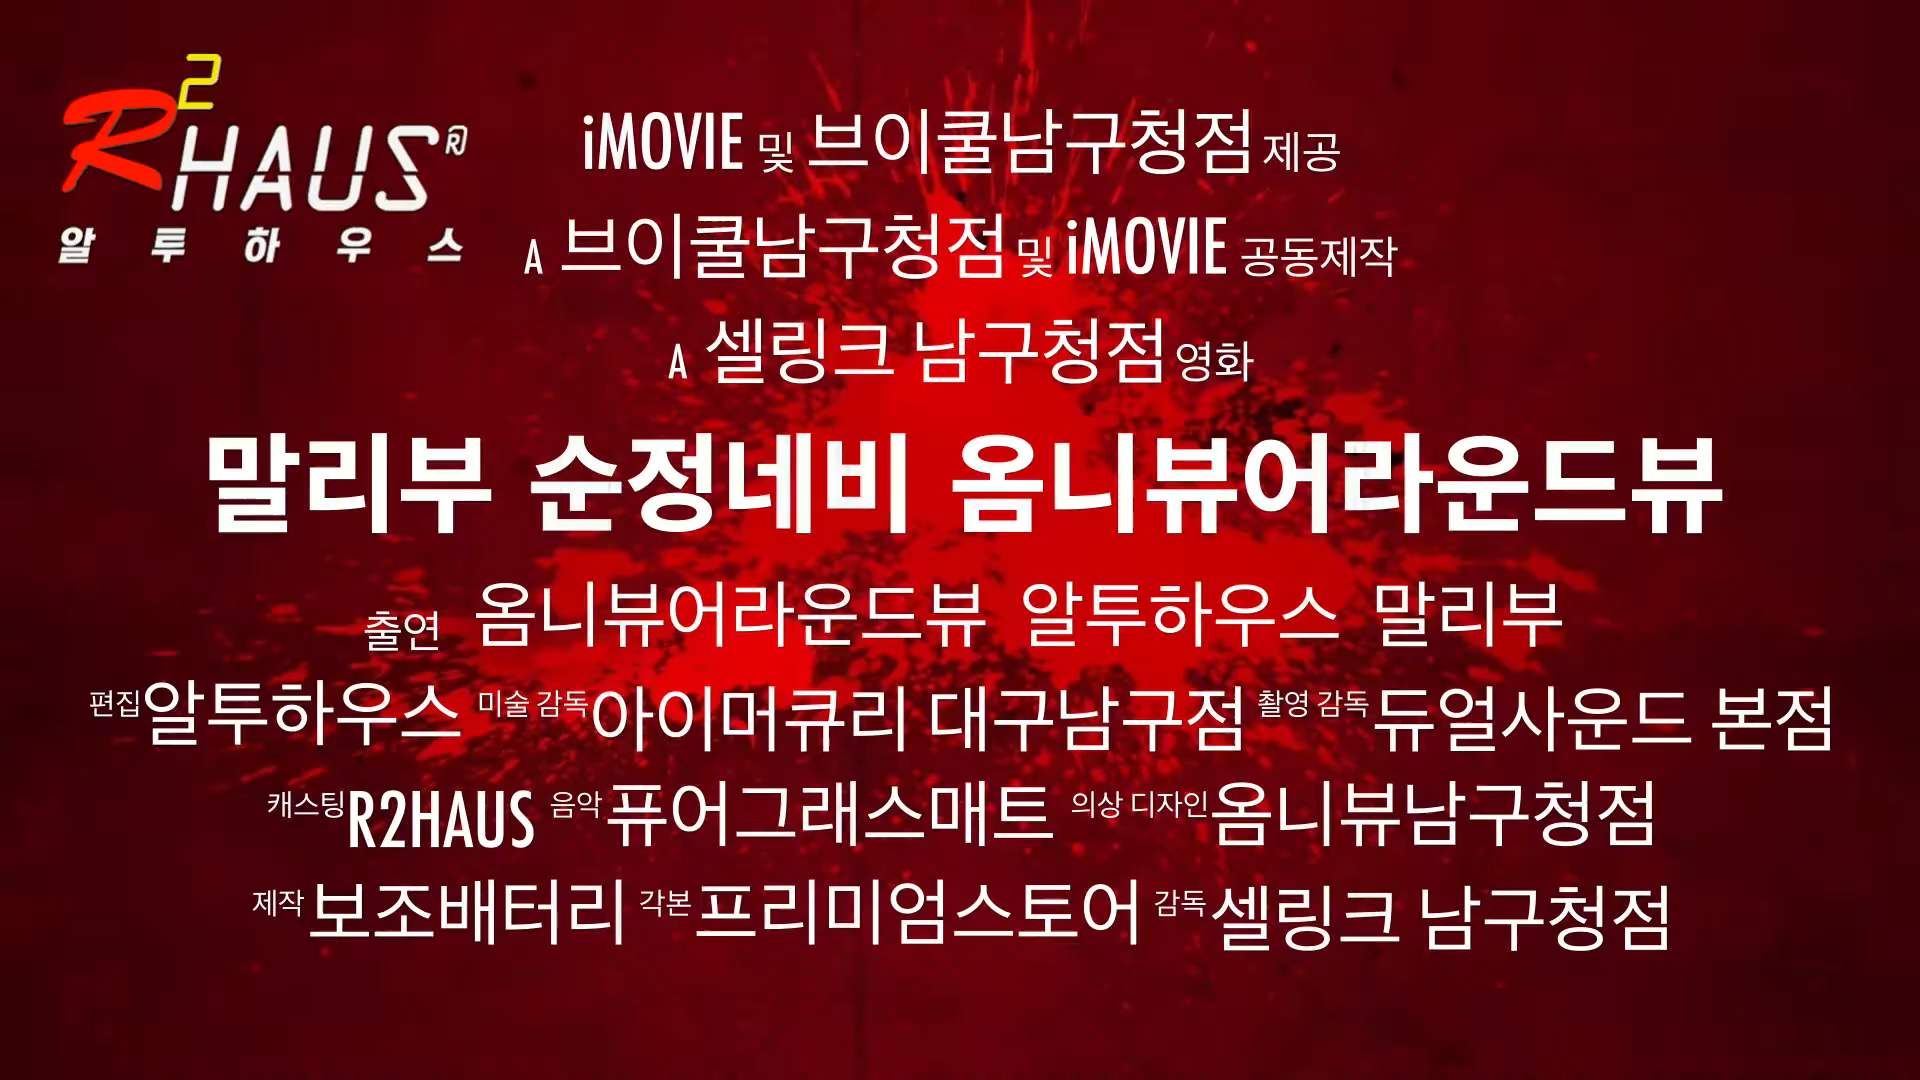 R2HAUS®
알투하우스
iMOVIE 및 브이쿨남구청점 제공
A 브이쿨남구청점 및 iMOVIE 공동제작
A 셀링크 남구청점 영화
말리부 순정네비 옴니뷰어라운드뷰
출연 옴니뷰어라운드뷰 알투하우스 말리부
편집 알투하우스 미술 감독 아이머큐리 대구남구점 촬영 감독 듀얼사운드 본점
캐스팅 R2HAUS 음악 퓨어그래스매트 의상 디자인 옴니뷰남구청점
제작 보조배터리 각본 프리미엄스토어 감독 셀링크 남구청점